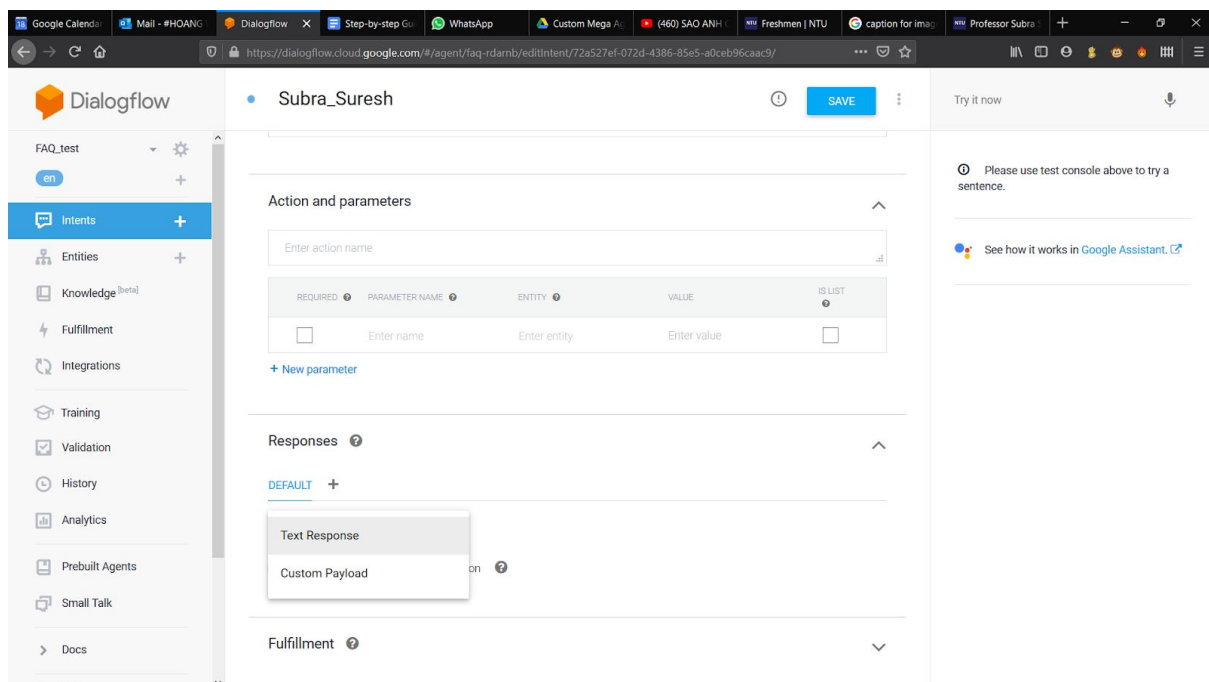 Google Calendar
Mail - #HOANG
Dialogflow
Step-by-step Gui
WhatsApp
Custom Mega Ag
(460) SAO ANH
Freshmen | NTU
caption for imag
Professor Subra S
https://dialogflow.cloud.google.com/#/agent/faq-rdarnb/editIntent/72a527ef-072d-4386-85e5-a0ceb96caac9/
Dialogflow
Subra_Suresh
SAVE
Try it now
FAQ_test
en
Intents
Entities
Knowledge [beta]
Fulfillment
Integrations
Training
Validation
History
Analytics
Prebuilt Agents
Small Talk
Docs
Action and parameters
Enter action name
REQUIRED PARAMETER NAME ENTITY VALUE IS LIST
Enter name Enter entity Enter value
+ New parameter
Responses
DEFAULT +
Text Response
Custom Payload
on
Fulfillment
Please use test console above to try a
sentence.
See how it works in Google Assistant.